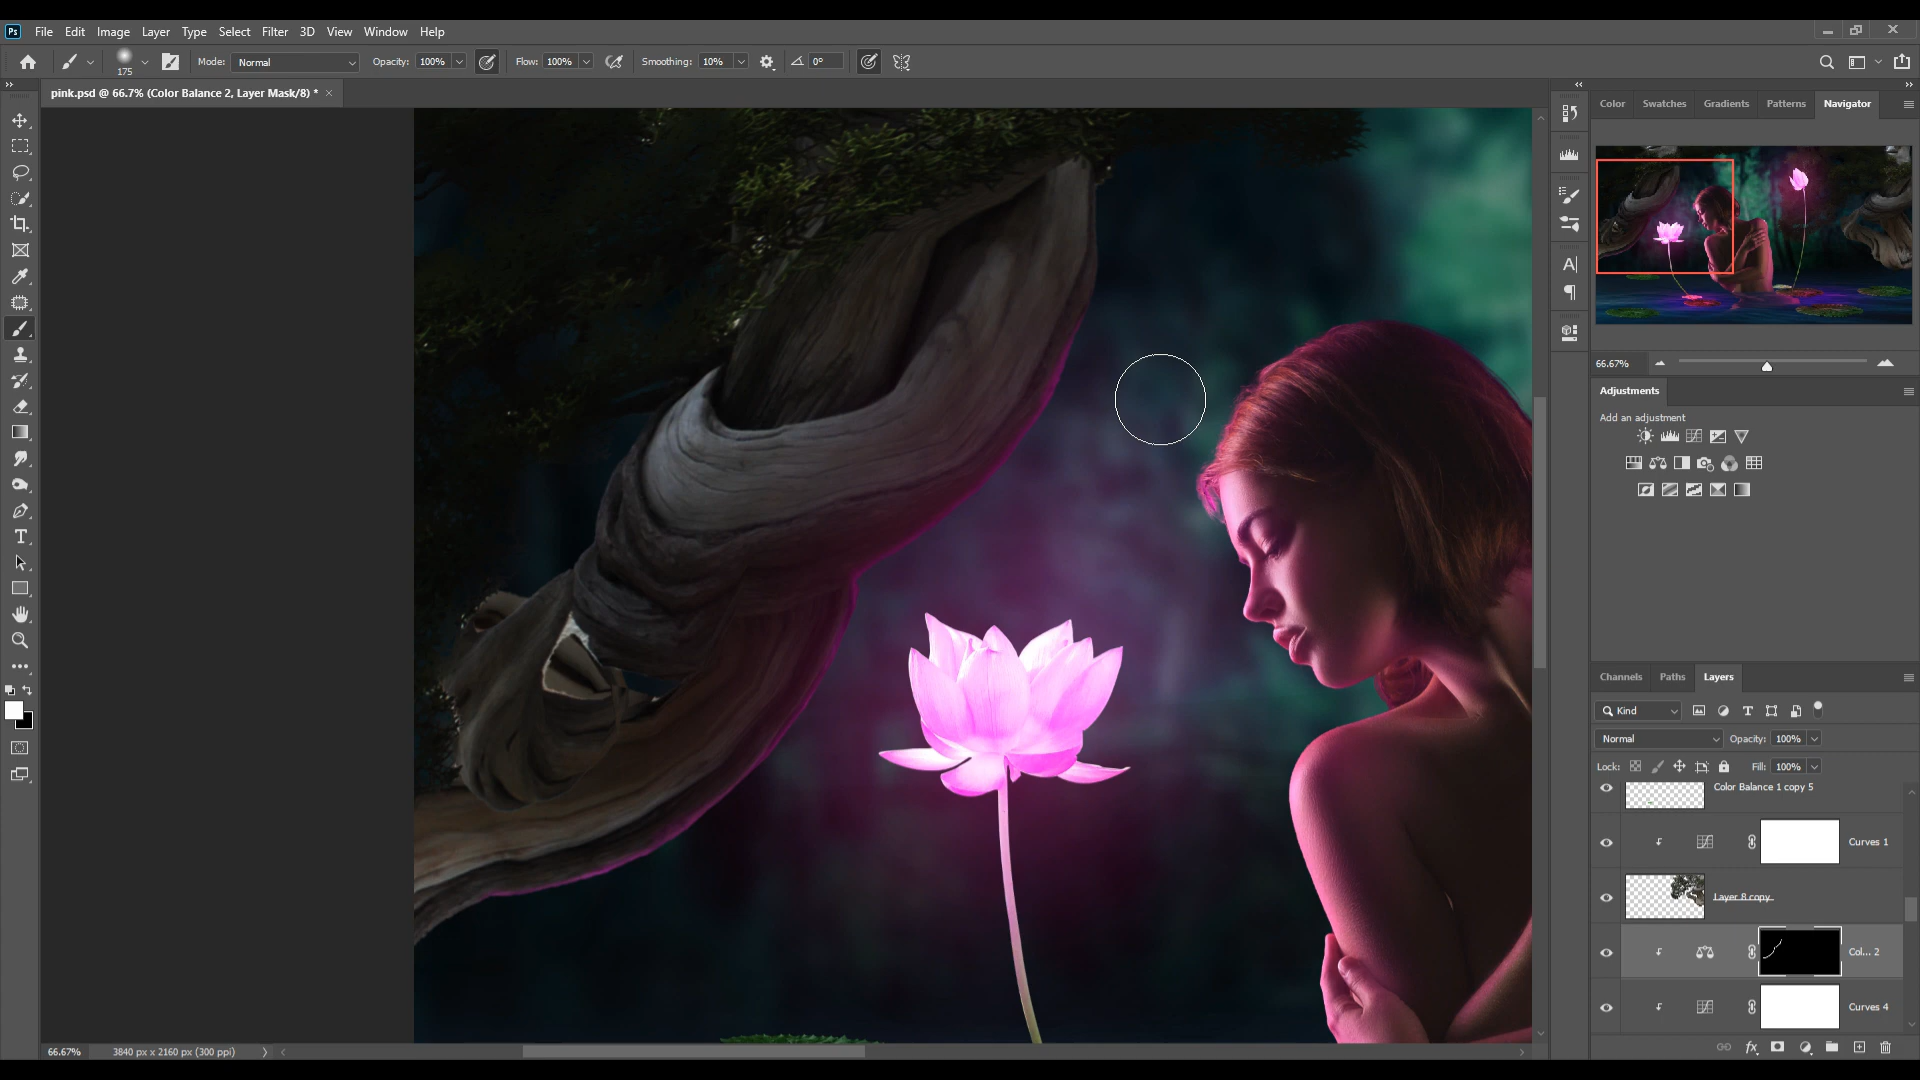 Ps File Edit Image Layer Type Select Filter 3D View Window Help
175 Mode: Normal Opacity: 100% Flow: 100% Smoothing: 10% 0°
pink.psd @ 66.7% (Color Balance 2, Layer Mask/8) * ×
Color Swatches Gradients Patterns Navigator
66.67%
Adjustments
Add an adjustment
Channels Paths Layers
Kind
Normal Opacity: 100%
Lock: Fill: 100%
Color Balance 1 copy 5
Curves 1
Layer 8 copy
Col... 2
Curves 4
66.67% 3840 px x 2160 px (300 ppi)